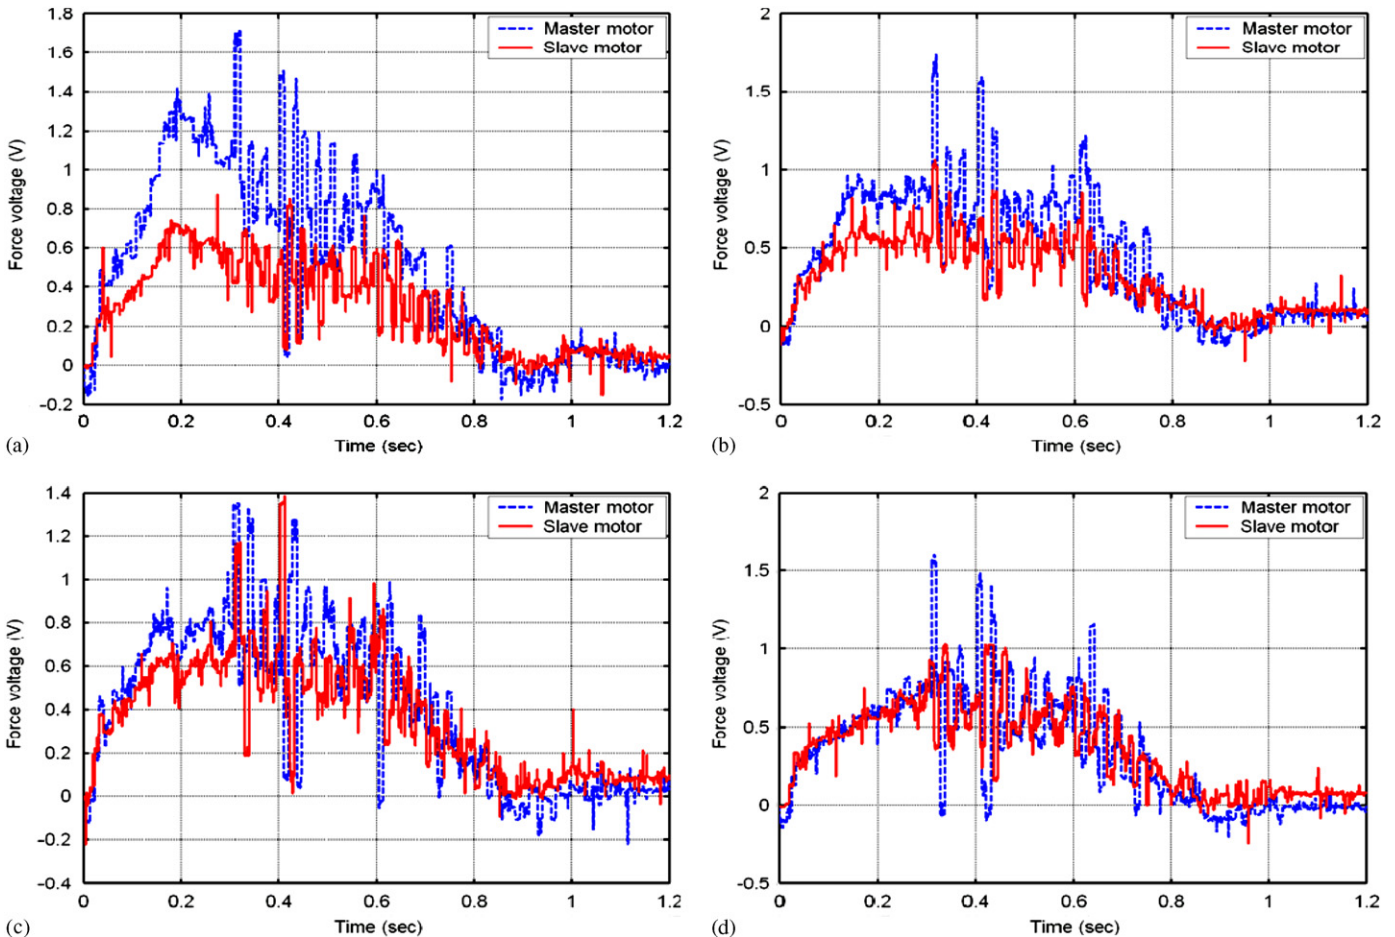 1.8
1.6
1.4
1.2
1
0.8
0.6
0.4
0.2
0
−0.2
Force voltage (V)
Master motor
Slave motor
0 0.2 0.4 0.6 0.8 1 1.2
Time (sec)
(a)
2
1.5
1
0.5
0
−0.5
Force voltage (V)
Master motor
Slave motor
0 0.2 0.4 0.6 0.8 1 1.2
Time (sec)
(b)
1.4
1.2
1
0.8
0.6
0.4
0.2
0
−0.2
−0.4
Force voltage (V)
Master motor
Slave motor
0 0.2 0.4 0.6 0.8 1 1.2
Time (sec)
(c)
2
1.5
1
0.5
0
−0.5
Force voltage (V)
Master motor
Slave motor
0 0.2 0.4 0.6 0.8 1 1.2
Time (sec)
(d)